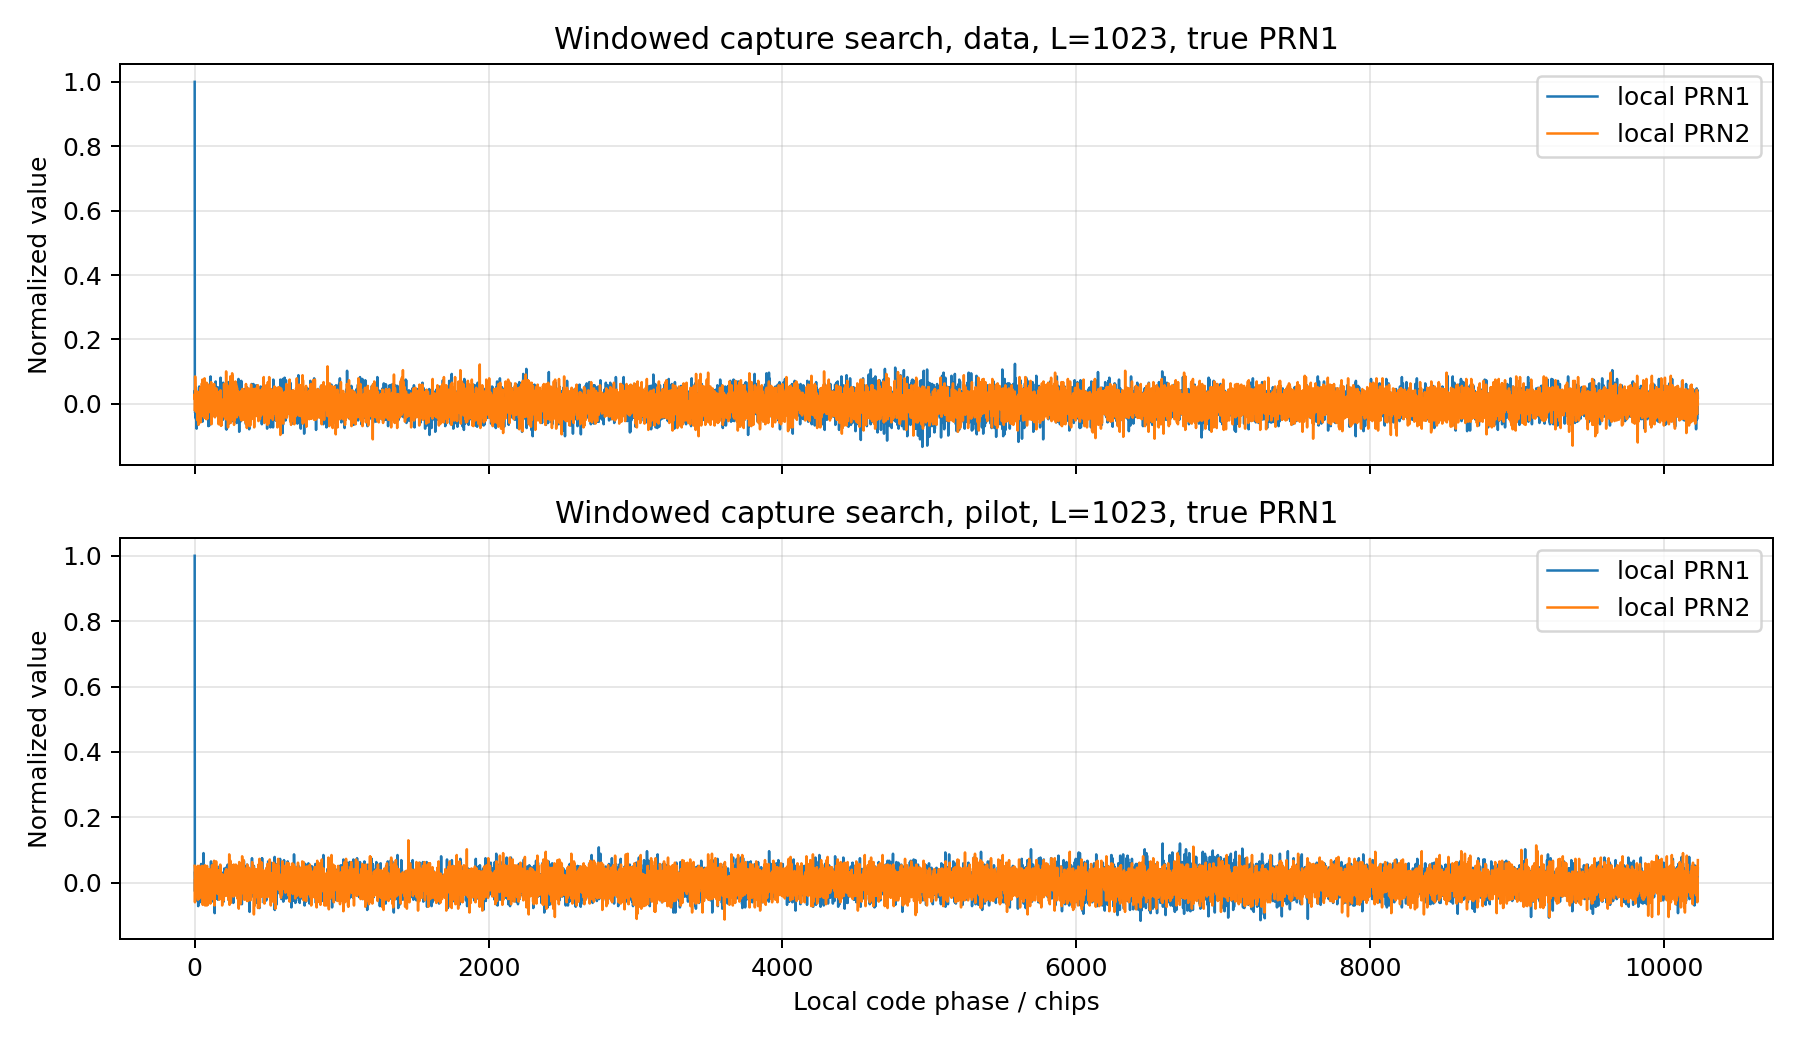 Windowed capture search, data, L=1023, true PRN1
Normalized value
1.0
0.8
0.6
0.4
0.2
0.0
local PRN1
local PRN2
Windowed capture search, pilot, L=1023, true PRN1
Normalized value
1.0
0.8
0.6
0.4
0.2
0.0
local PRN1
local PRN2
0 2000 4000 6000 8000 10000
Local code phase / chips